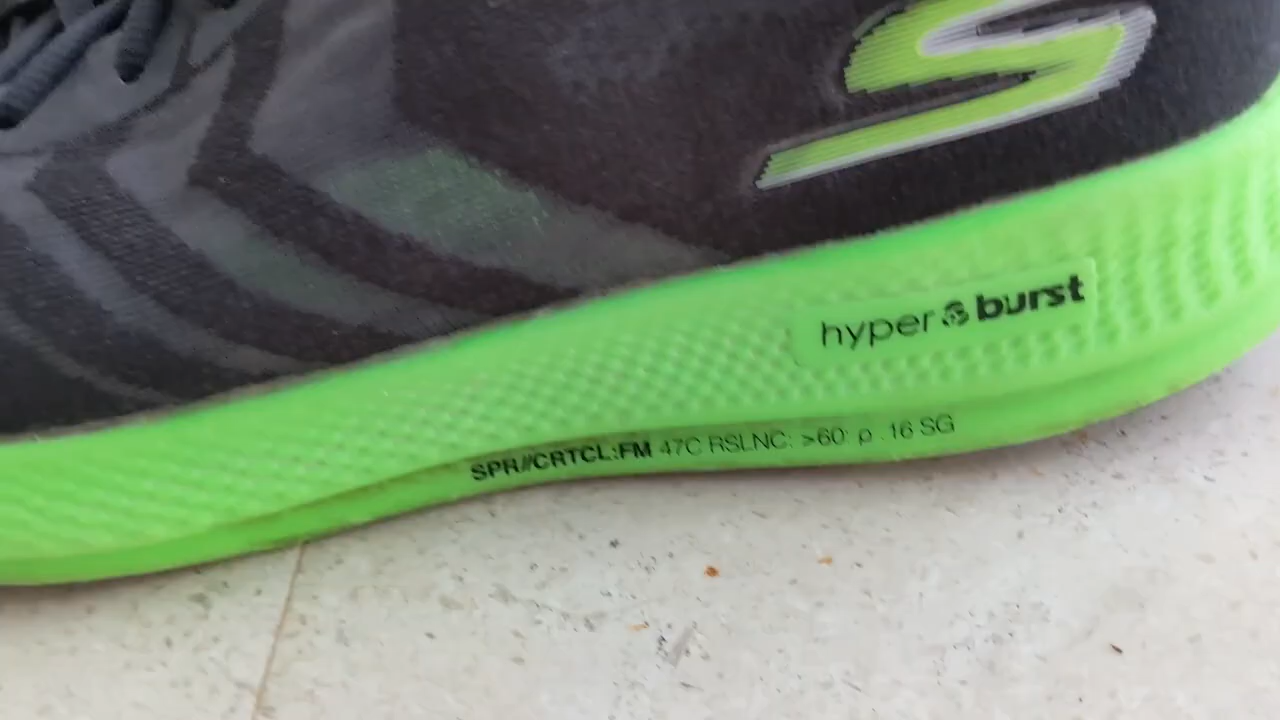 hyper burst
SPR//CRTCL:FM 47C RSLNC: >60° ρ .16 SG